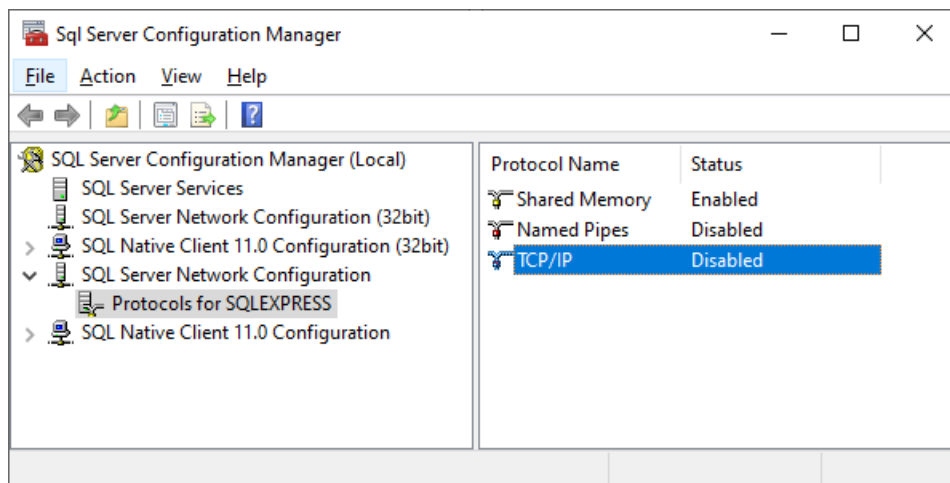 Sql Server Configuration Manager
File Action View Help
SQL Server Configuration Manager (Local)
SQL Server Services
SQL Server Network Configuration (32bit)
SQL Native Client 11.0 Configuration (32bit)
SQL Server Network Configuration
Protocols for SQLEXPRESS
SQL Native Client 11.0 Configuration
Protocol Name Status
Shared Memory Enabled
Named Pipes Disabled
TCP/IP Disabled